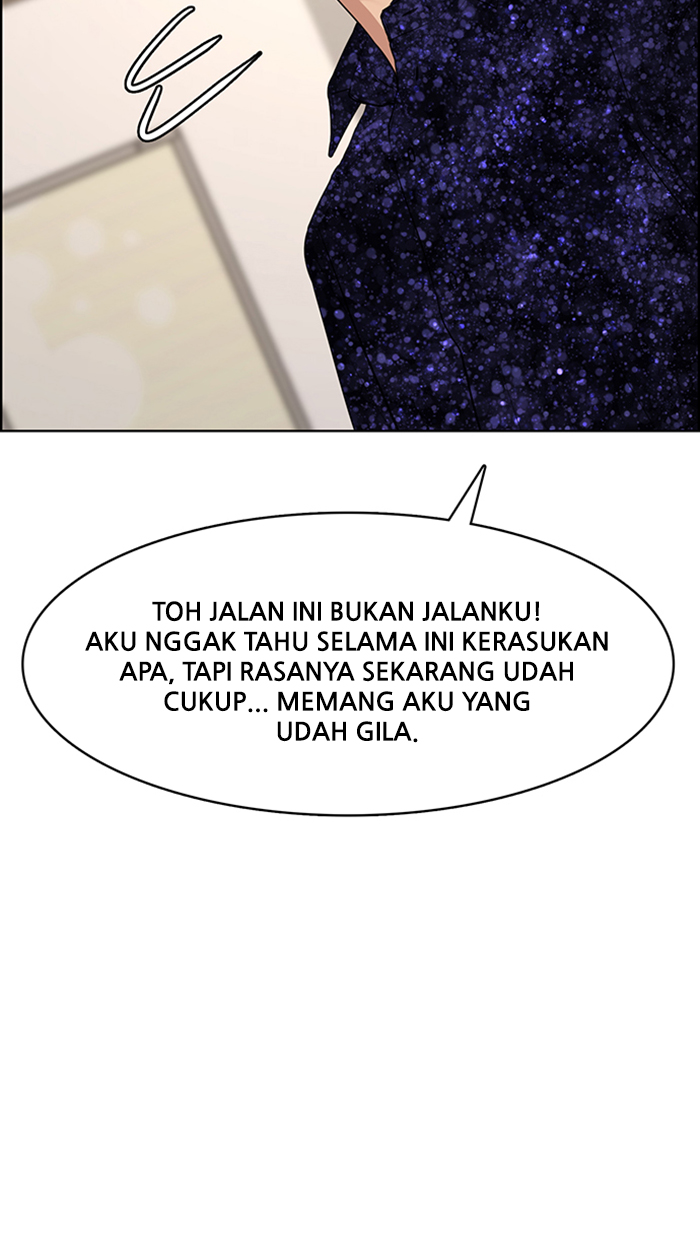 TOH JALAN INI BUKAN JALANKU!
AKU NGGAK TAHU SELAMA INI KERASUKAN
APA, TAPI RASANYA SEKARANG UDAH
CUKUP... MEMANG AKU YANG
UDAH GILA.